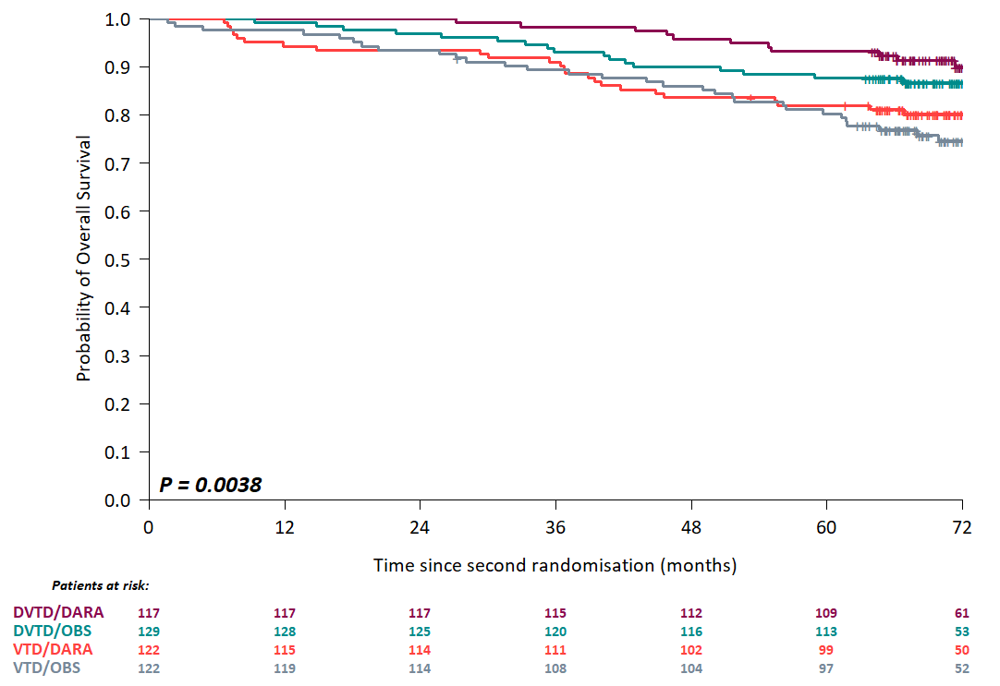 1.0
0.9
0.8
0.7
0.6
0.5
0.4
0.3
0.2
0.1
0.0
Probability of Overall Survival
P = 0.0038
0 12 24 36 48 60 72
Time since second randomisation (months)
Patients at risk:
DVTD/DARA 117 117 117 115 112 109 61
DVTD/OBS 129 128 125 120 116 113 53
VTD/DARA 122 115 114 111 102 99 50
VTD/OBS 122 119 114 108 104 97 52